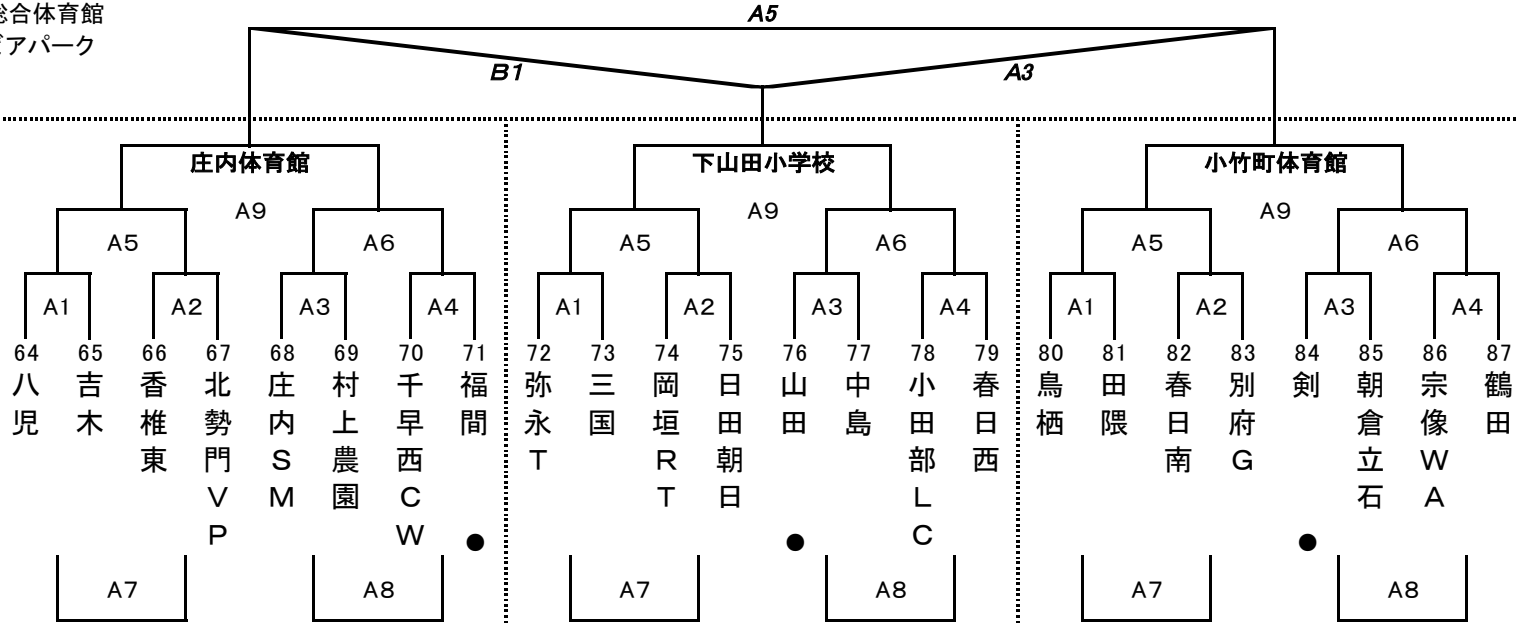 総合体育館
アパーク
A5
B1
A3
庄内体育館
下山田小学校
小竹町体育館
A9
A9
A9
A5
A6
A5
A6
A5
A6
A1
A2
A3
A4
A1
A2
A3
A4
A1
A2
A3
A4
64
65
66
67
68
69
70
71
72
73
74
75
76
77
78
79
80
81
82
83
84
85
86
87
八児
吉木
香椎東
北勢門VP
庄内SM
村上農園
千早西CW
福間
弥永T
三国
岡垣RT
日田朝日
山田
中島
小田部LC
春日西
鳥栖
田隈
春日南
別府G
剣
朝倉立石
宗像WA
鶴田
●
●
●
A7
A8
A7
A8
A7
A8